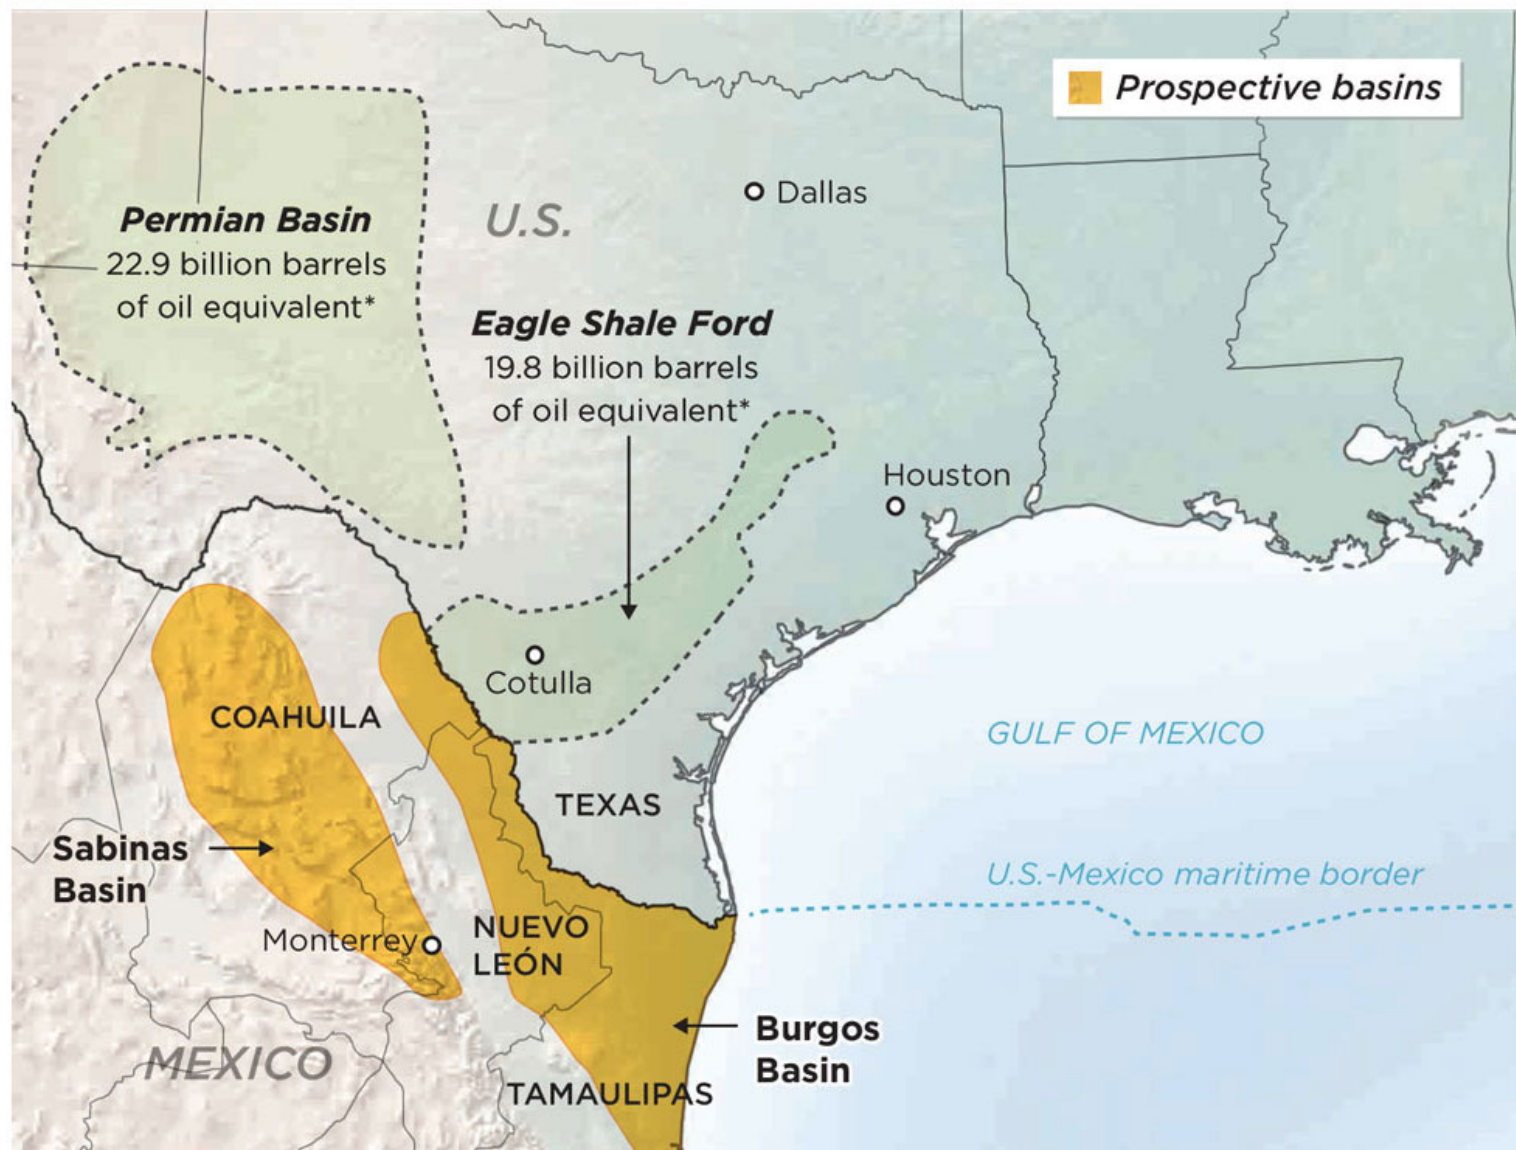 Prospective basins
Dallas
Permian Basin
22.9 billion barrels
of oil equivalent*
U.S.
Eagle Shale Ford
19.8 billion barrels
of oil equivalent*
Houston
Cotulla
COAHUILA
GULF OF MEXICO
TEXAS
Sabinas
Basin
U.S.-Mexico maritime border
Monterrey
NUEVO
LEÓN
Burgos
Basin
MEXICO
TAMAULIPAS